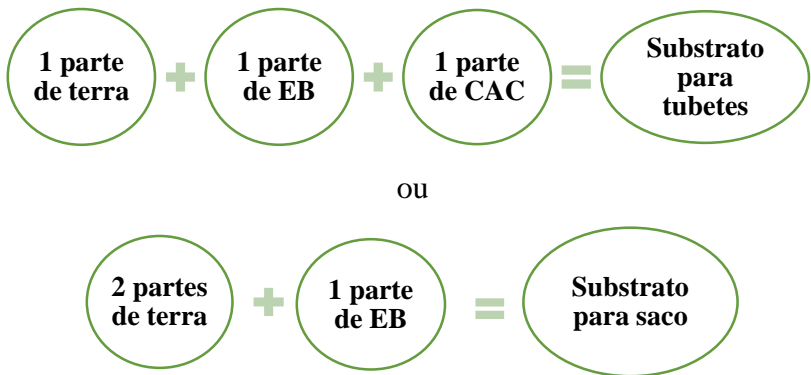 1 parte
de terra
+
1 parte
de EB
+
1 parte
de CAC
=
Substrato
para
tubetes
ou
2 partes
de terra
+
1 parte
de EB
=
Substrato
para saco